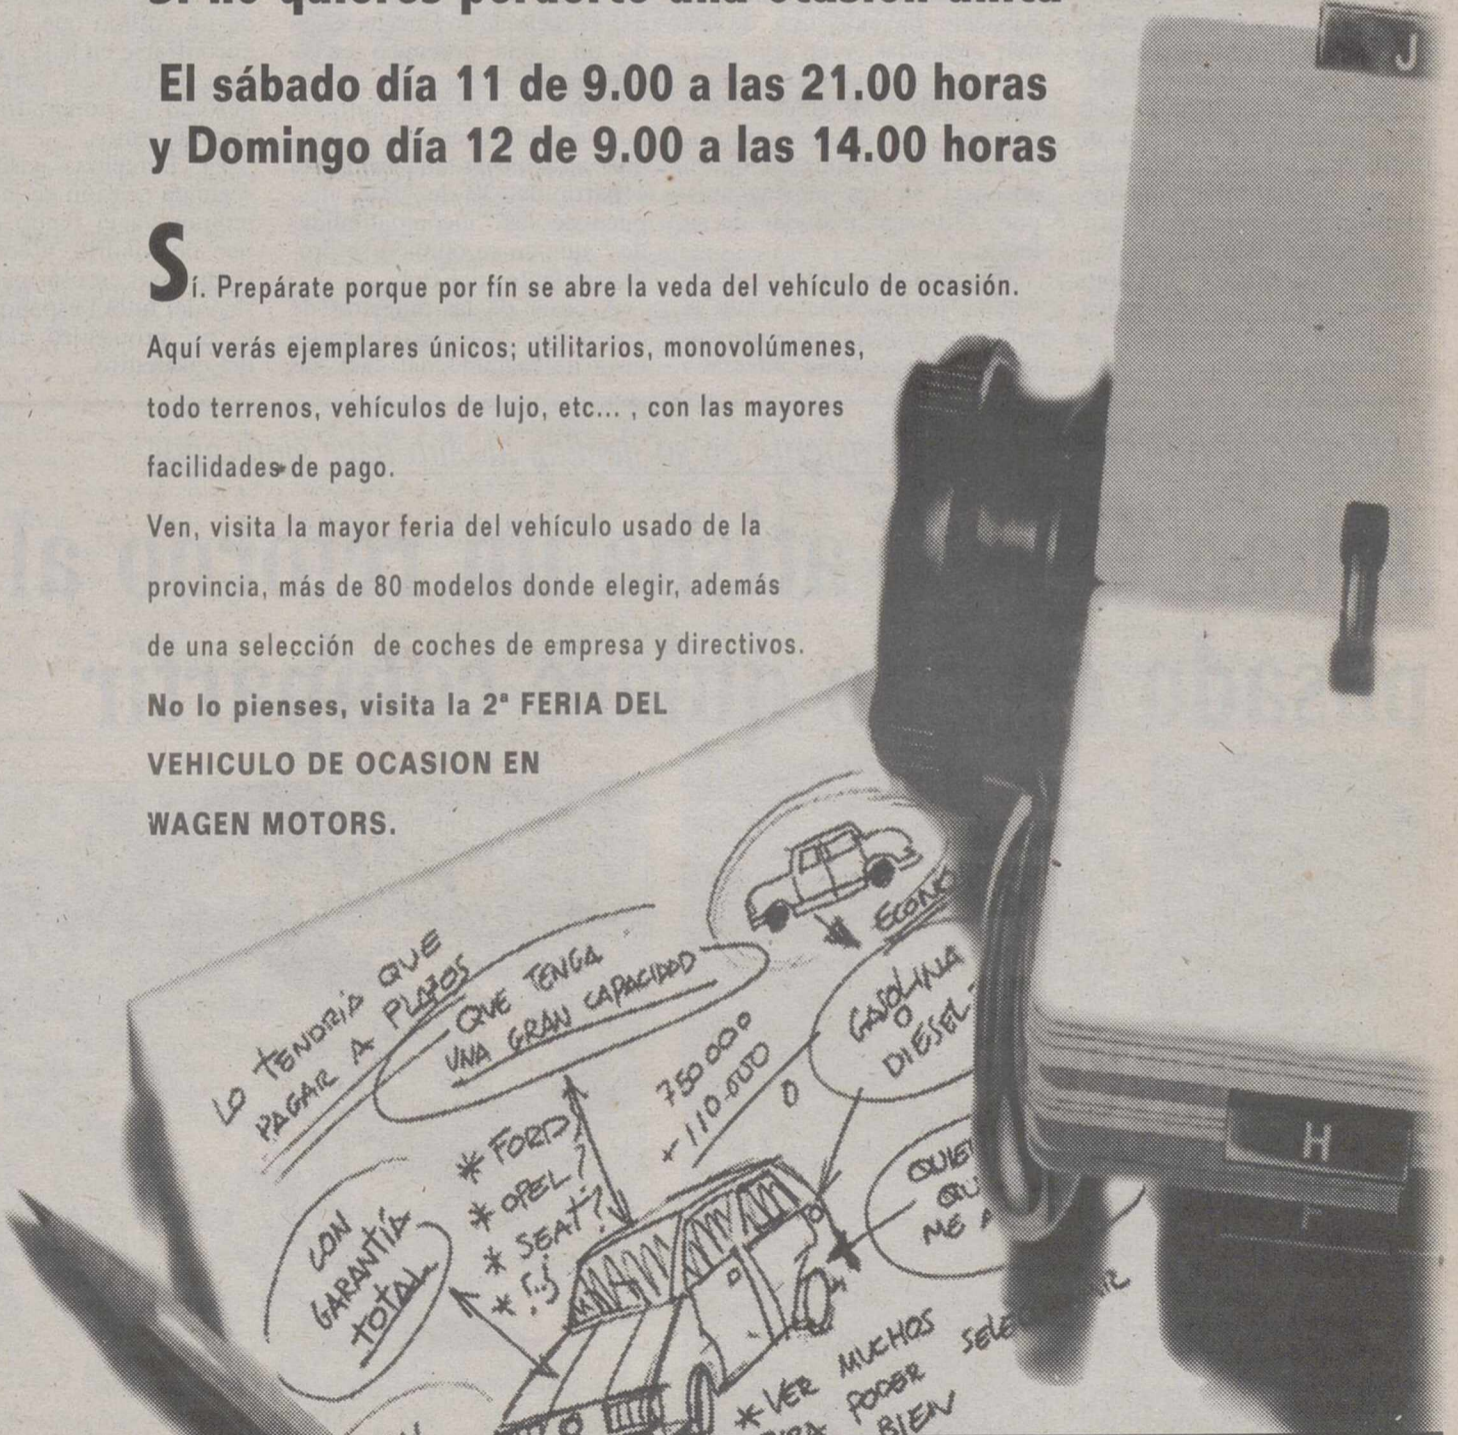 El sábado día 11 de 9.00 a las 21.00 horas
y Domingo día 12 de 9.00 a las 14.00 horas
Sí. Prepárate porque por fín se abre la veda del vehículo de ocasión.
Aquí verás ejemplares únicos; utilitarios, monovolúmenes,
todo terrenos, vehículos de lujo, etc... , con las mayores
facilidades de pago.
Ven, visita la mayor feria del vehículo usado de la
provincia, más de 80 modelos donde elegir, además
de una selección de coches de empresa y directivos.
No lo pienses, visita la 2ª FERIA DEL
VEHICULO DE OCASION EN
WAGEN MOTORS.
J
H
F
LO TENDRIA QUE
PAGAR A PLAZOS
QUE TENGA
UNA GRAN CAPACIDAD
ECONO
GASOLINA
O
DIESEL
750000
-110.000
0
* FORD
* OPEL?
* SEAT?
* ¿?
CON
GARANTÍA
TOTAL
QU
ME A
* VER MUCHOS
PODER
BIEN